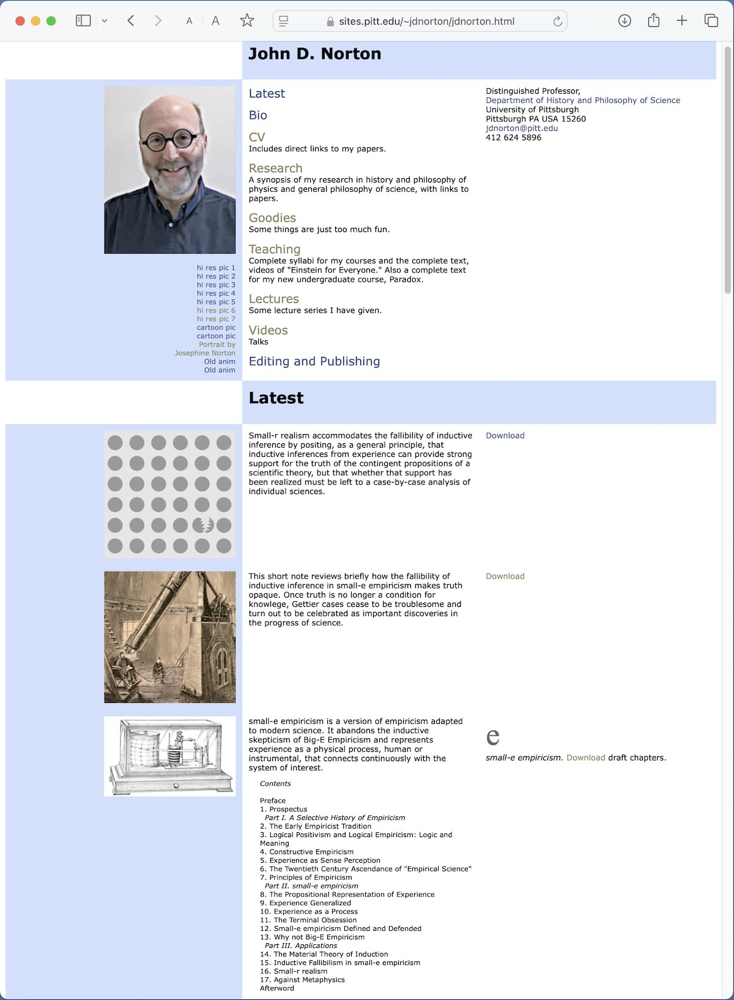 A A
sites.pitt.edu/~jdnorton/jdnorton.html
John D. Norton
hi res pic 1
hi res pic 2
hi res pic 3
hi res pic 4
hi res pic 5
hi res pic 6
hi res pic 7
cartoon pic
cartoon pic
Portrait by
Josephine Norton
Old anim
Old anim
Latest
Bio
CV
Includes direct links to my papers.
Research
A synopsis of my research in history and philosophy of
physics and general philosophy of science, with links to
papers.
Goodies
Some things are just too much fun.
Teaching
Complete syllabi for my courses and the complete text,
videos of "Einstein for Everyone." Also a complete text
for my new undergraduate course, Paradox.
Lectures
Some lecture series I have given.
Videos
Talks
Editing and Publishing
Distinguished Professor,
Department of History and Philosophy of Science
University of Pittsburgh
Pittsburgh PA USA 15260
jdnorton@pitt.edu
412 624 5896
Latest
Small-r realism accommodates the fallibility of inductive
inference by positing, as a general principle, that
inductive inferences from experience can provide strong
support for the truth of the contingent propositions of a
scientific theory, but that whether that support has
been realized must be left to a case-by-case analysis of
individual sciences.
Download
This short note reviews briefly how the fallibility of
inductive inference in small-e empiricism makes truth
opaque. Once truth is no longer a condition for
knowlege, Gettier cases cease to be troublesome and
turn out to be celebrated as important discoveries in
the progress of science.
Download
small-e empiricism is a version of empiricism adapted
to modern science. It abandons the inductive
skepticism of Big-E Empiricism and represents
experience as a physical process, human or
instrumental, that connects continuously with the
system of interest.
Contents
Preface
1. Prospectus
Part I. A Selective History of Empiricism
2. The Early Empiricist Tradition
3. Logical Positivism and Logical Empiricism: Logic and
Meaning
4. Constructive Empiricism
5. Experience as Sense Perception
6. The Twentieth Century Ascendance of "Empirical Science"
7. Principles of Empiricism
Part II. small-e empiricism
8. The Propositional Representation of Experience
9. Experience Generalized
10. Experience as a Process
11. The Terminal Obsession
12. Small-e empiricism Defined and Defended
13. Why not Big-E Empiricism
Part III. Applications
14. The Material Theory of Induction
15. Inductive Fallibilism in small-e empiricism
16. Small-r realism
17. Against Metaphysics
Afterword
e
small-e empiricism. Download draft chapters.